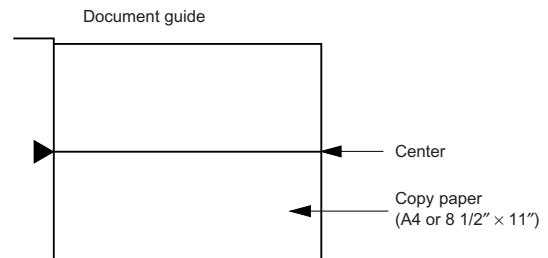 Document guide
Center
Copy paper
(A4 or 8 1/2″ × 11″)